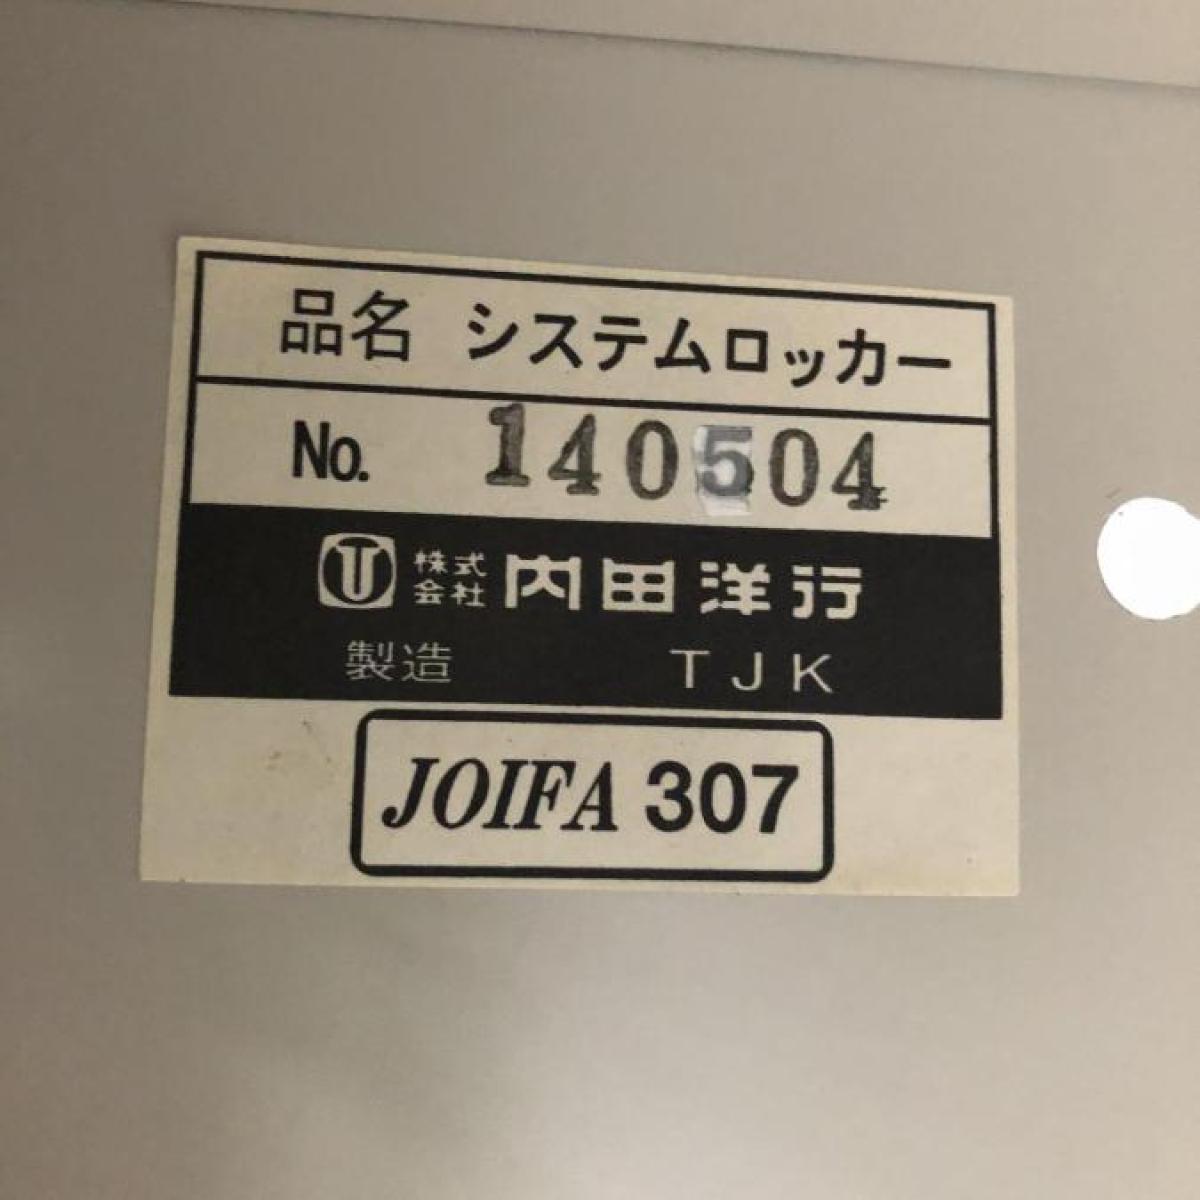 品名 システムロッカー
No. 140504
株式会社 内田洋行
製造 TJK
JOIFA 307